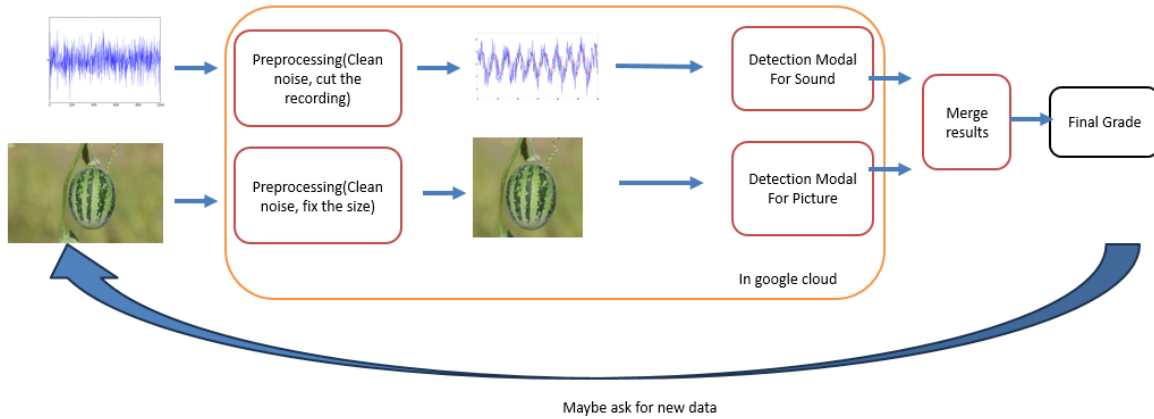 Preprocessing(Clean
noise, cut the
recording)
Detection Modal
For Sound
Merge
results
Final Grade
Preprocessing(Clean
noise, fix the size)
Detection Modal
For Picture
In google cloud
Maybe ask for new data